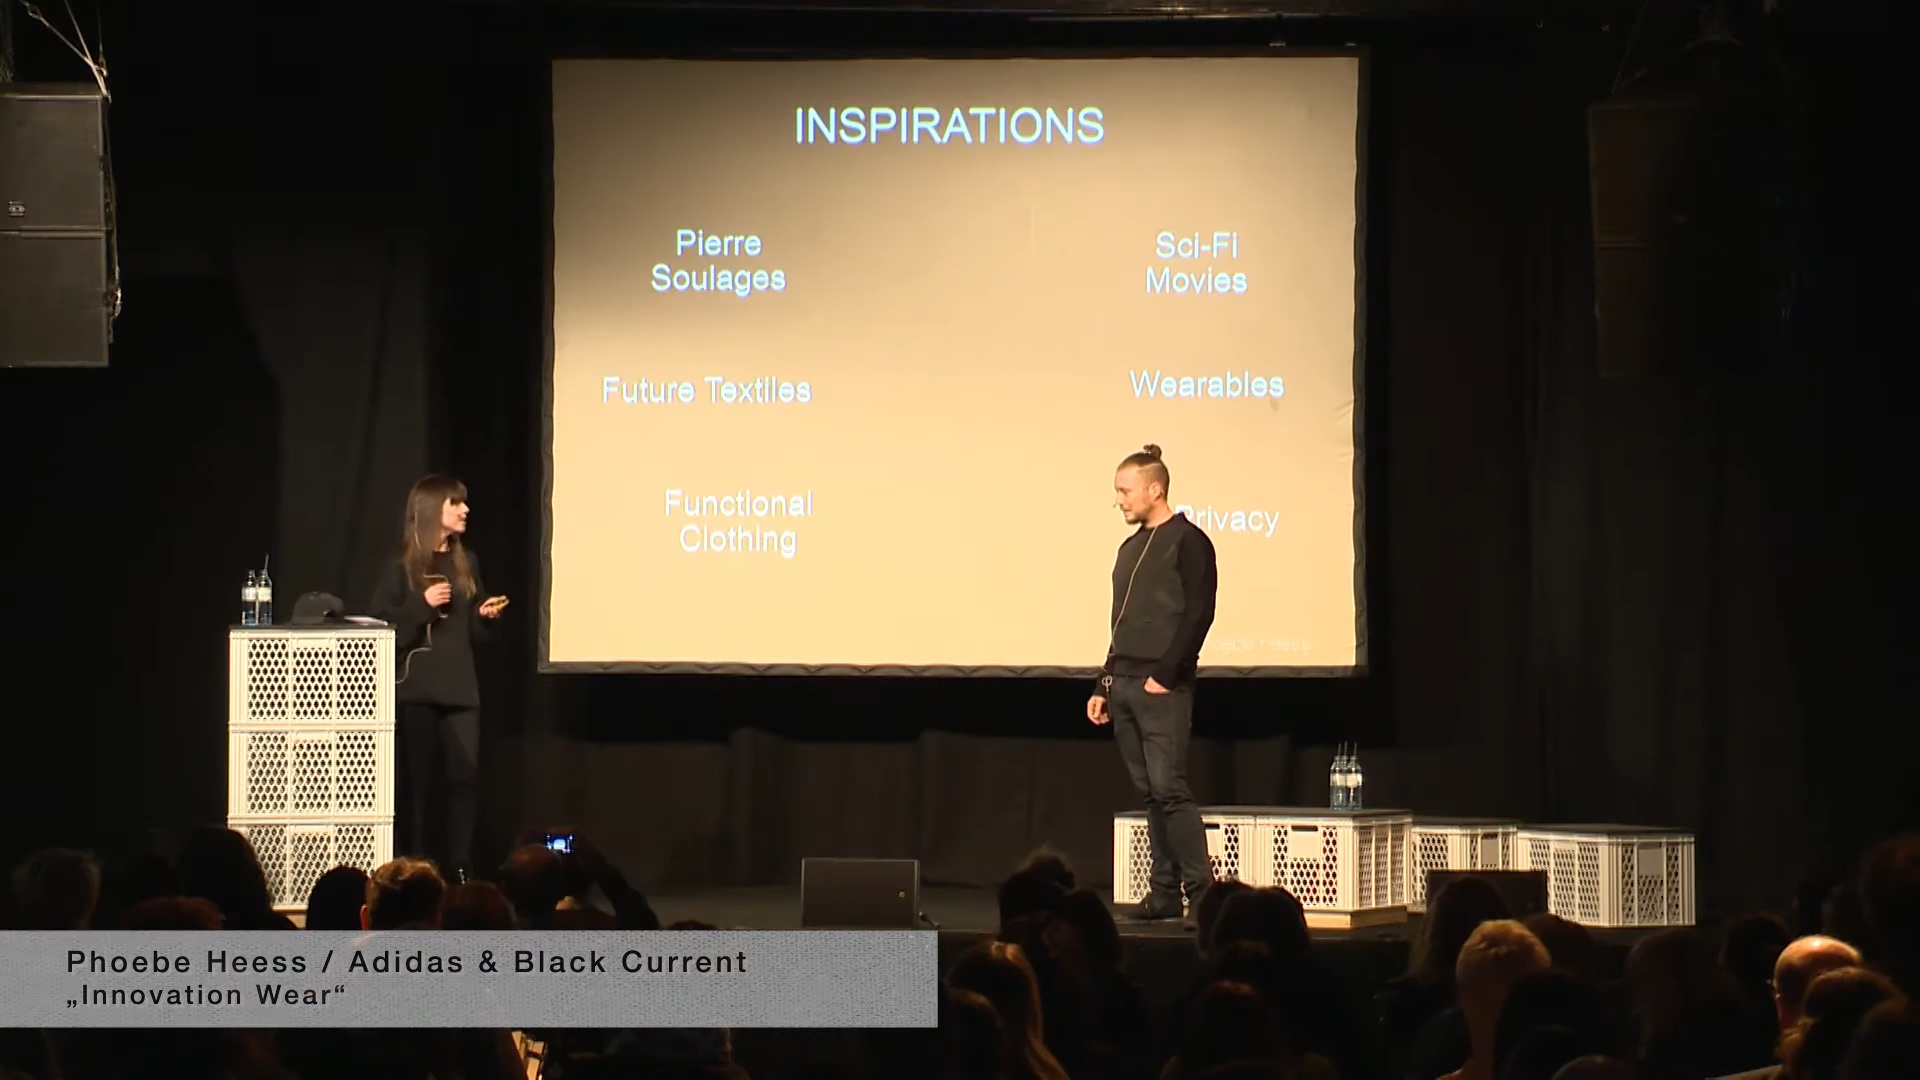 INSPIRATIONS
Pierre
Soulages
Sci-Fi
Movies
Future Textiles
Wearables
Functional
Clothing
Privacy
Phoebe Heess / Adidas & Black Current
„Innovation Wear“